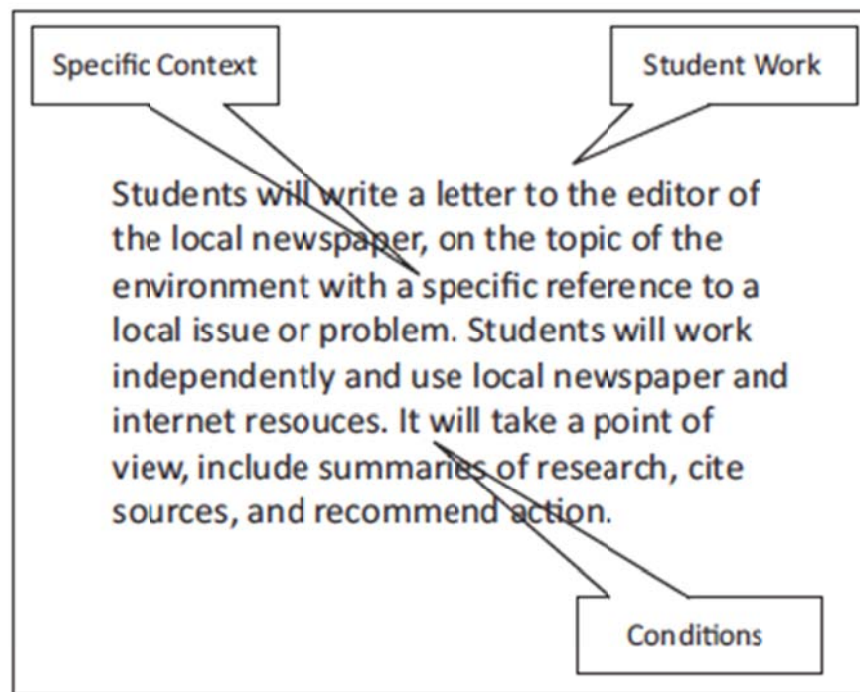 Specific Context
Student Work
Students will write a letter to the editor of
the local newspaper, on the topic of the
environment with a specific reference to a
local issue or problem. Students will work
independently and use local newspaper and
internet resouces. It will take a point of
view, include summaries of research, cite
sources, and recommend action.
Conditions